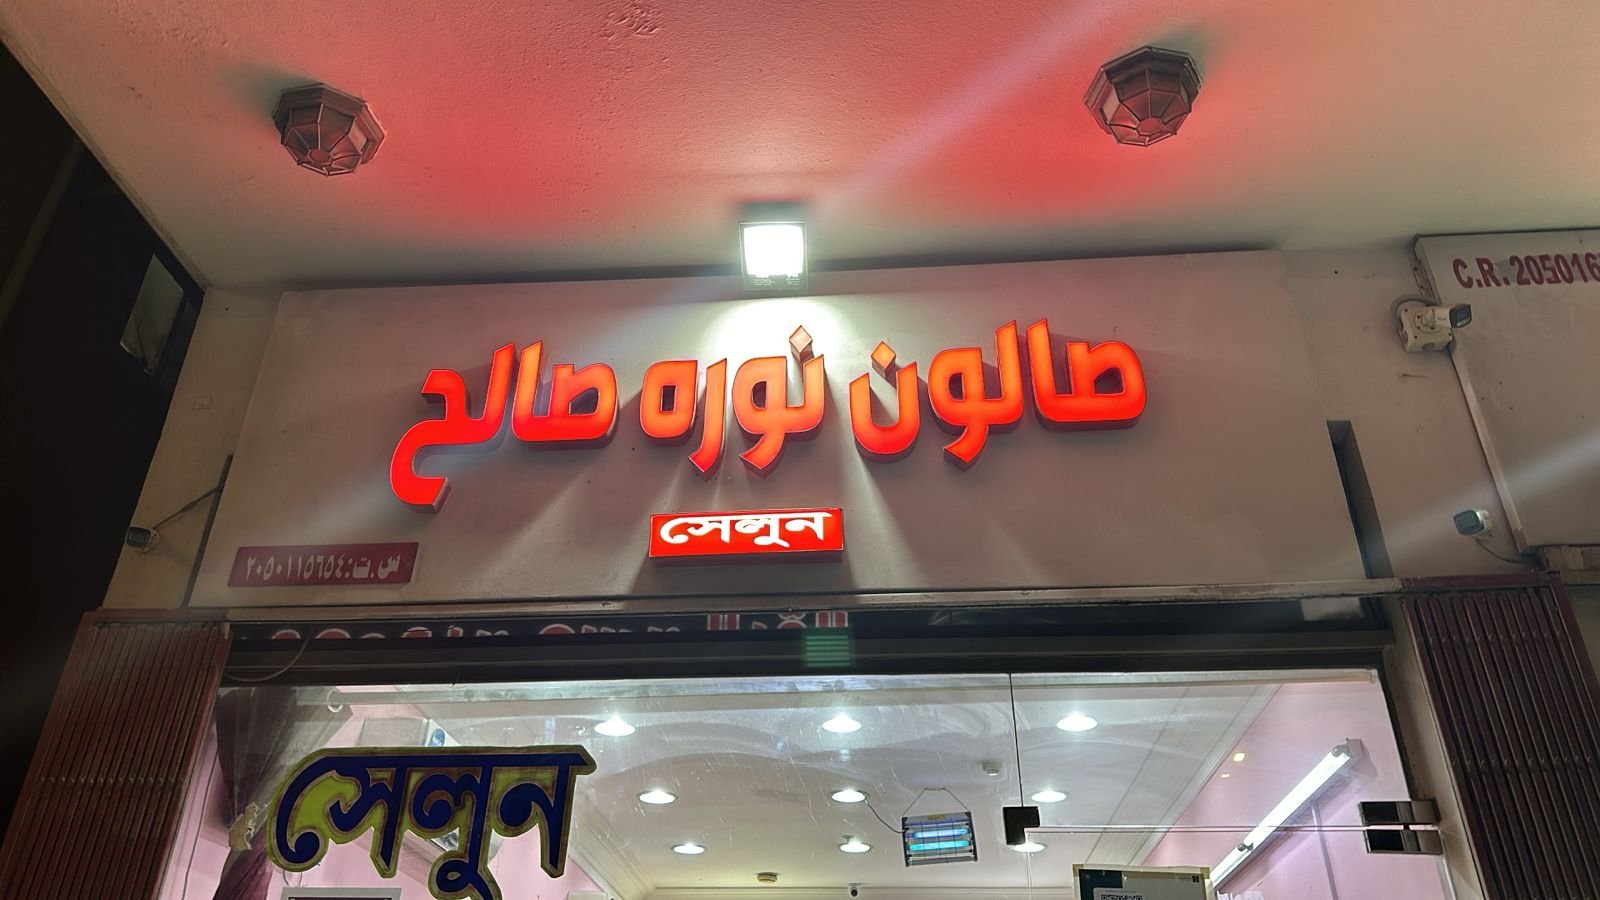 صالون نوره صالح
সেলুন
س.ت: ٢٠٥٠١١٥٦٥٤
C.R. 205016
সেলুন